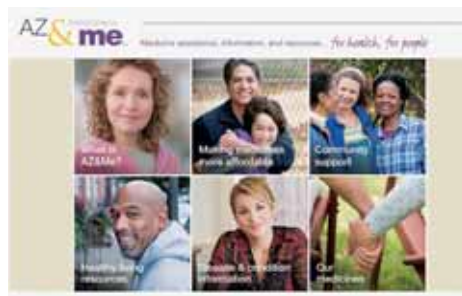 AZ&me
Medicine assistance, information, and resources... for health, for people
What is
AZ&Me?
Making medicines
more affordable
Community
support
Healthy living
resources
Disease & condition
information
Our
medicines